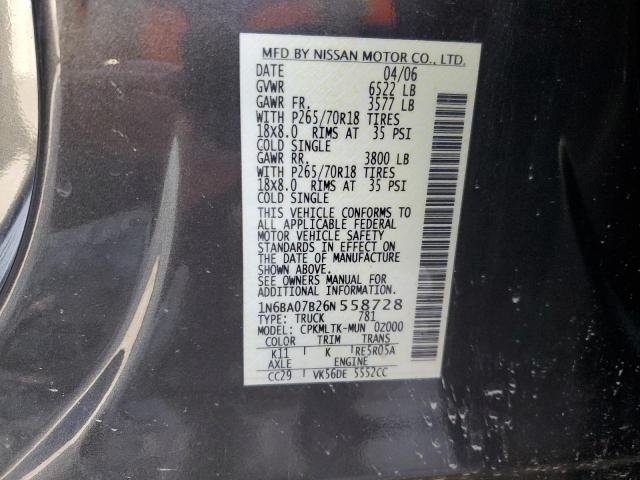 MFD BY NISSAN MOTOR CO., LTD.
DATE 04/06
GVWR 6522 LB
GAWR FR. 3577 LB
WITH P265/70R18 TIRES
18x8.0 RIMS AT 35 PSI
COLD SINGLE
GAWR RR. 3800 LB
WITH P265/70R18 TIRES
18x8.0 RIMS AT 35 PSI
COLD SINGLE
THIS VEHICLE CONFORMS TO
ALL APPLICABLE FEDERAL
MOTOR VEHICLE SAFETY
STANDARDS IN EFFECT ON
THE DATE OF MANUFACTURE
SHOWN ABOVE.
SEE OWNERS MANUAL FOR
ADDITIONAL INFORMATION.
1N6BA07B26N558728
TYPE: TRUCK 781
MODEL: CPKMLTK-MUN 0Z000
COLOR TRIM TRANS
K11 K RE5R05A
AXLE ENGINE
CC29 VK56DE 5552CC